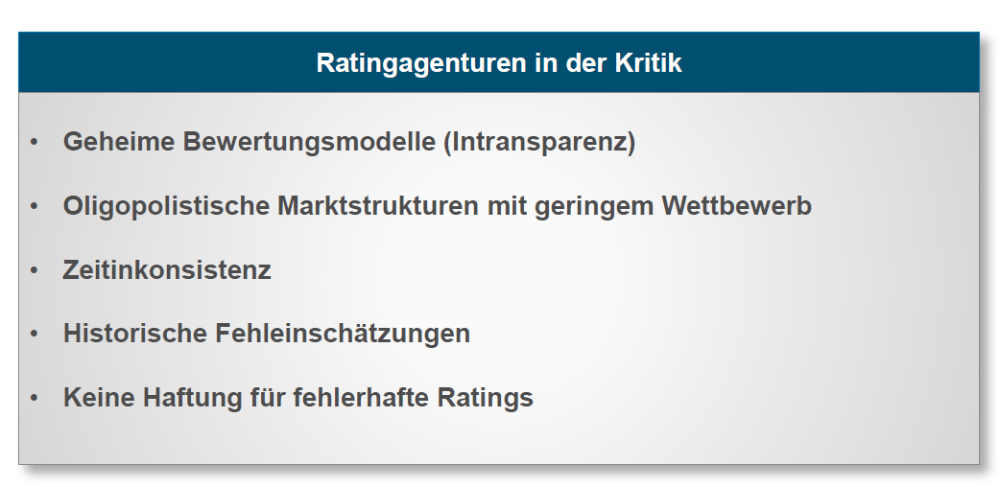 Ratingagenturen in der Kritik
• Geheime Bewertungsmodelle (Intransparenz)
• Oligopolistische Marktstrukturen mit geringem Wettbewerb
• Zeitinkonsistenz
• Historische Fehleinschätzungen
• Keine Haftung für fehlerhafte Ratings